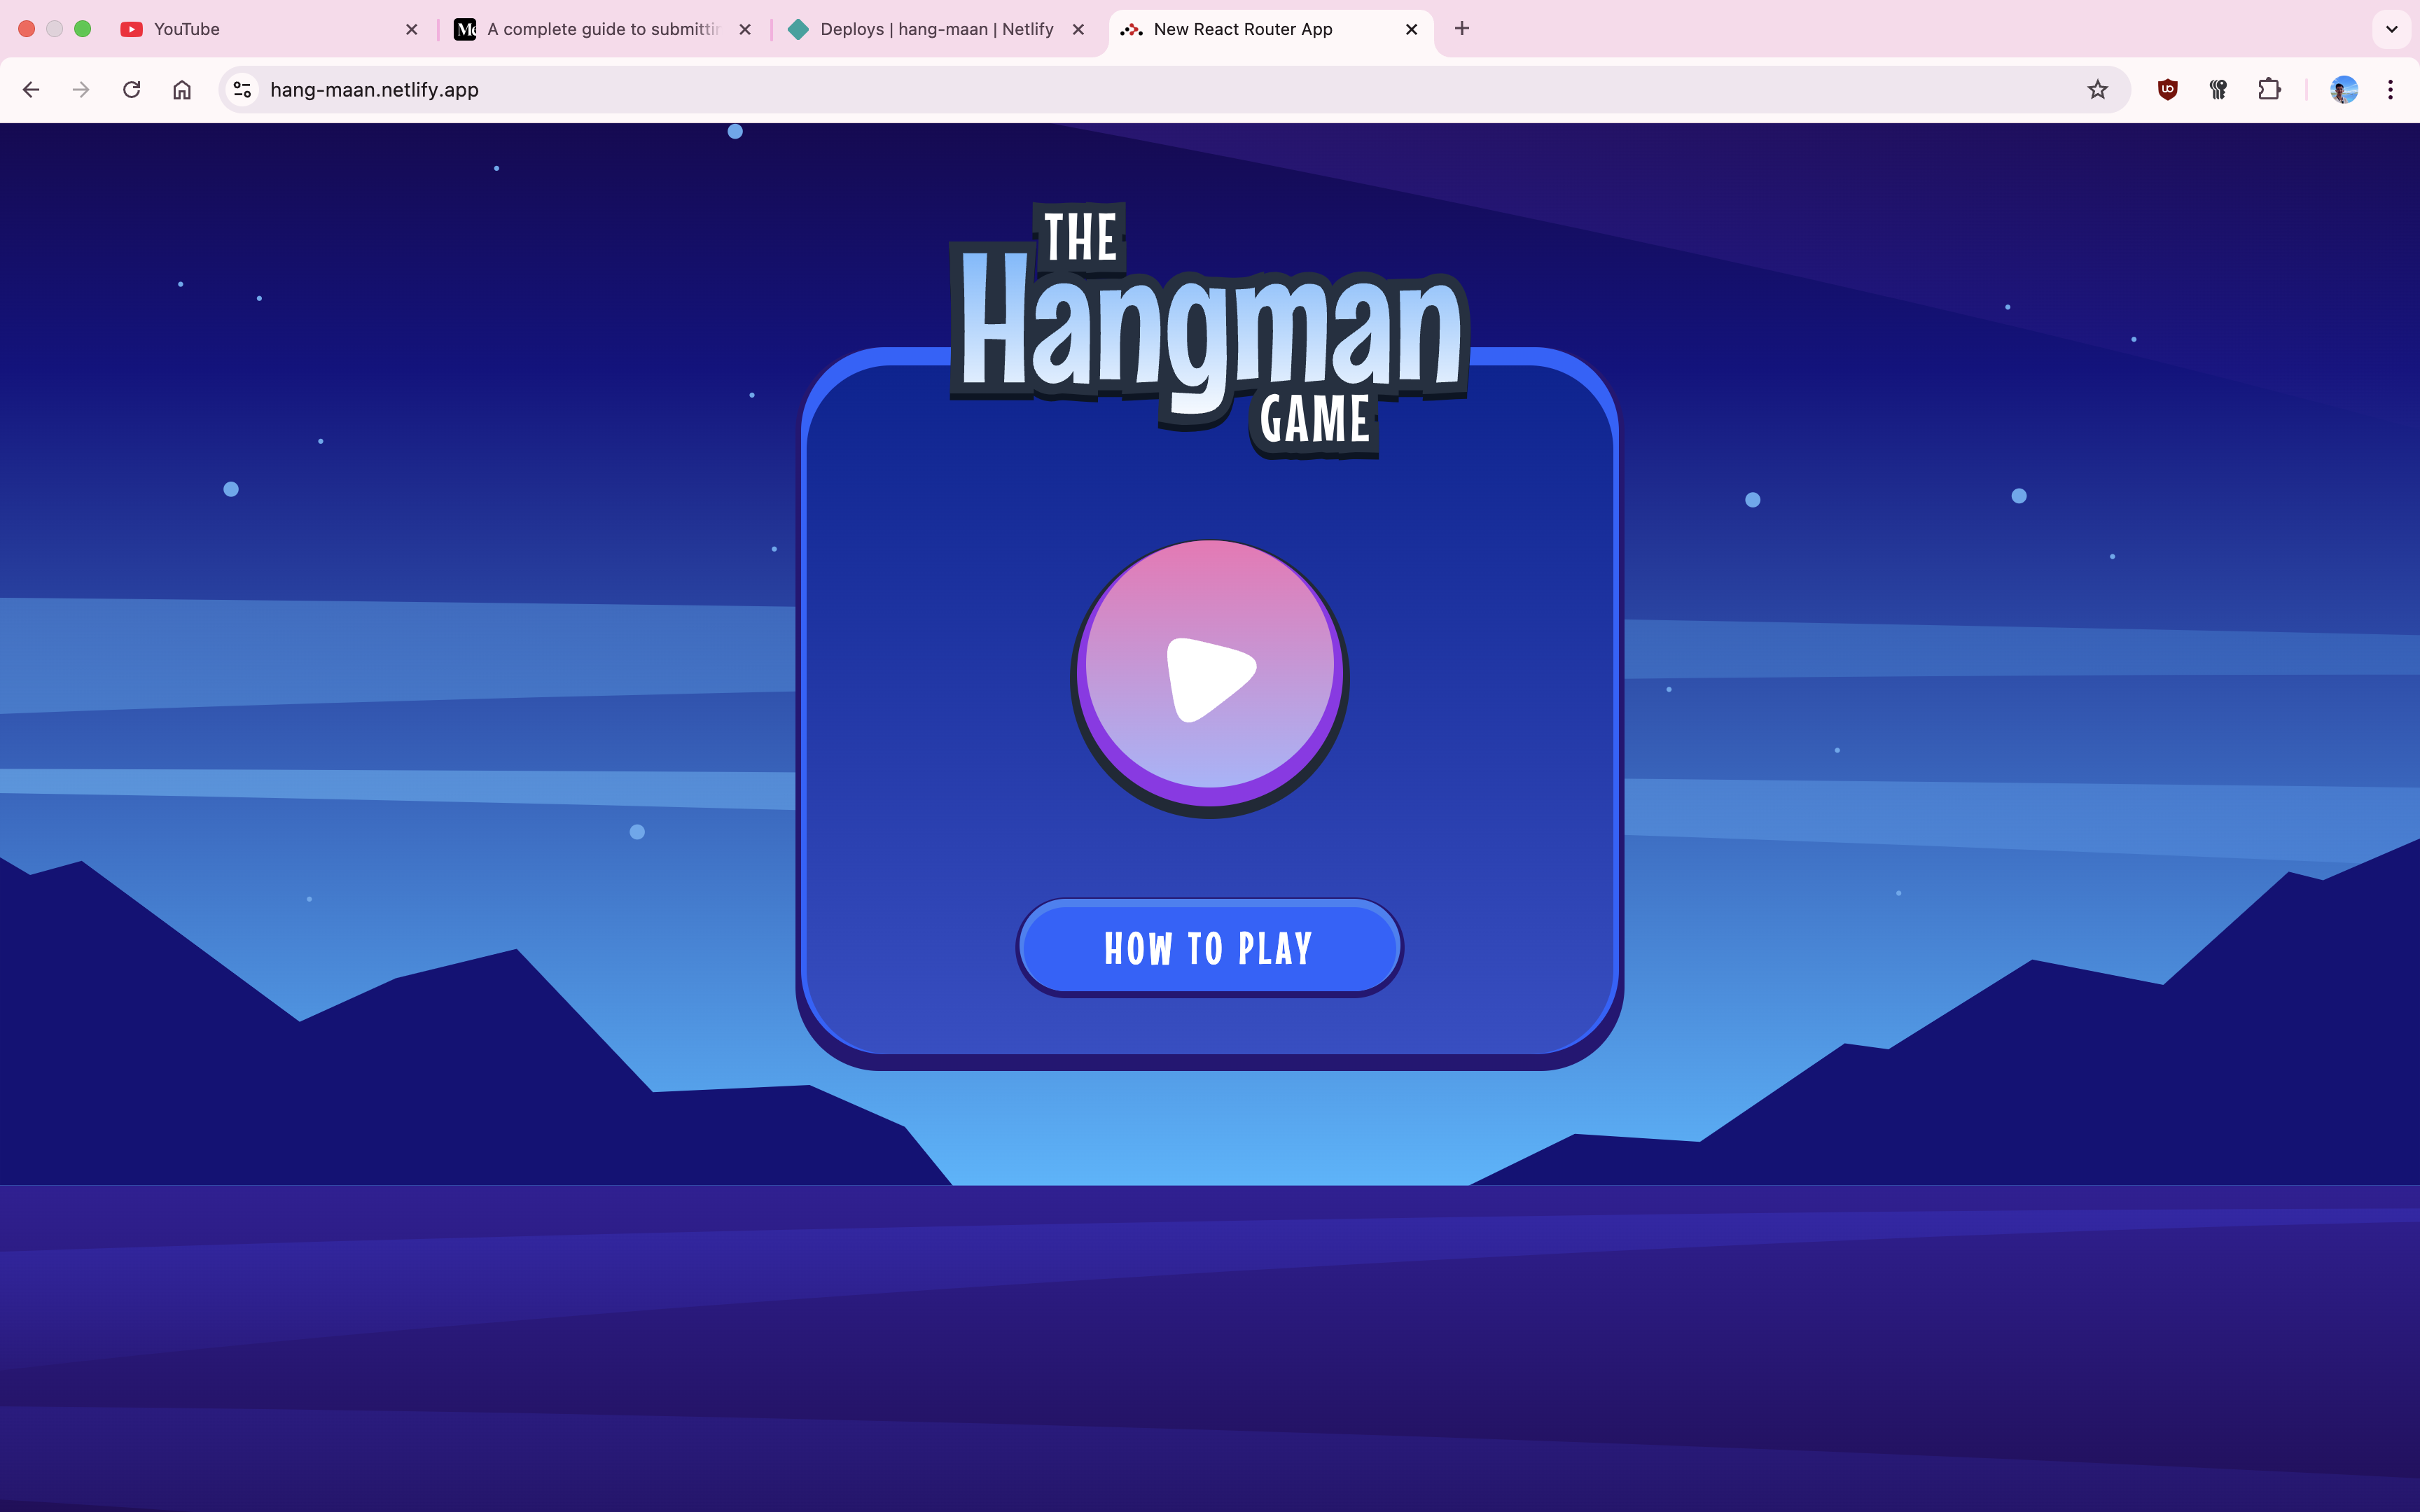 YouTube
A complete guide to submittin
Deploys | hang-maan | Netlify
New React Router App
hang-maan.netlify.app
THE
Hangman
GAME
HOW TO PLAY